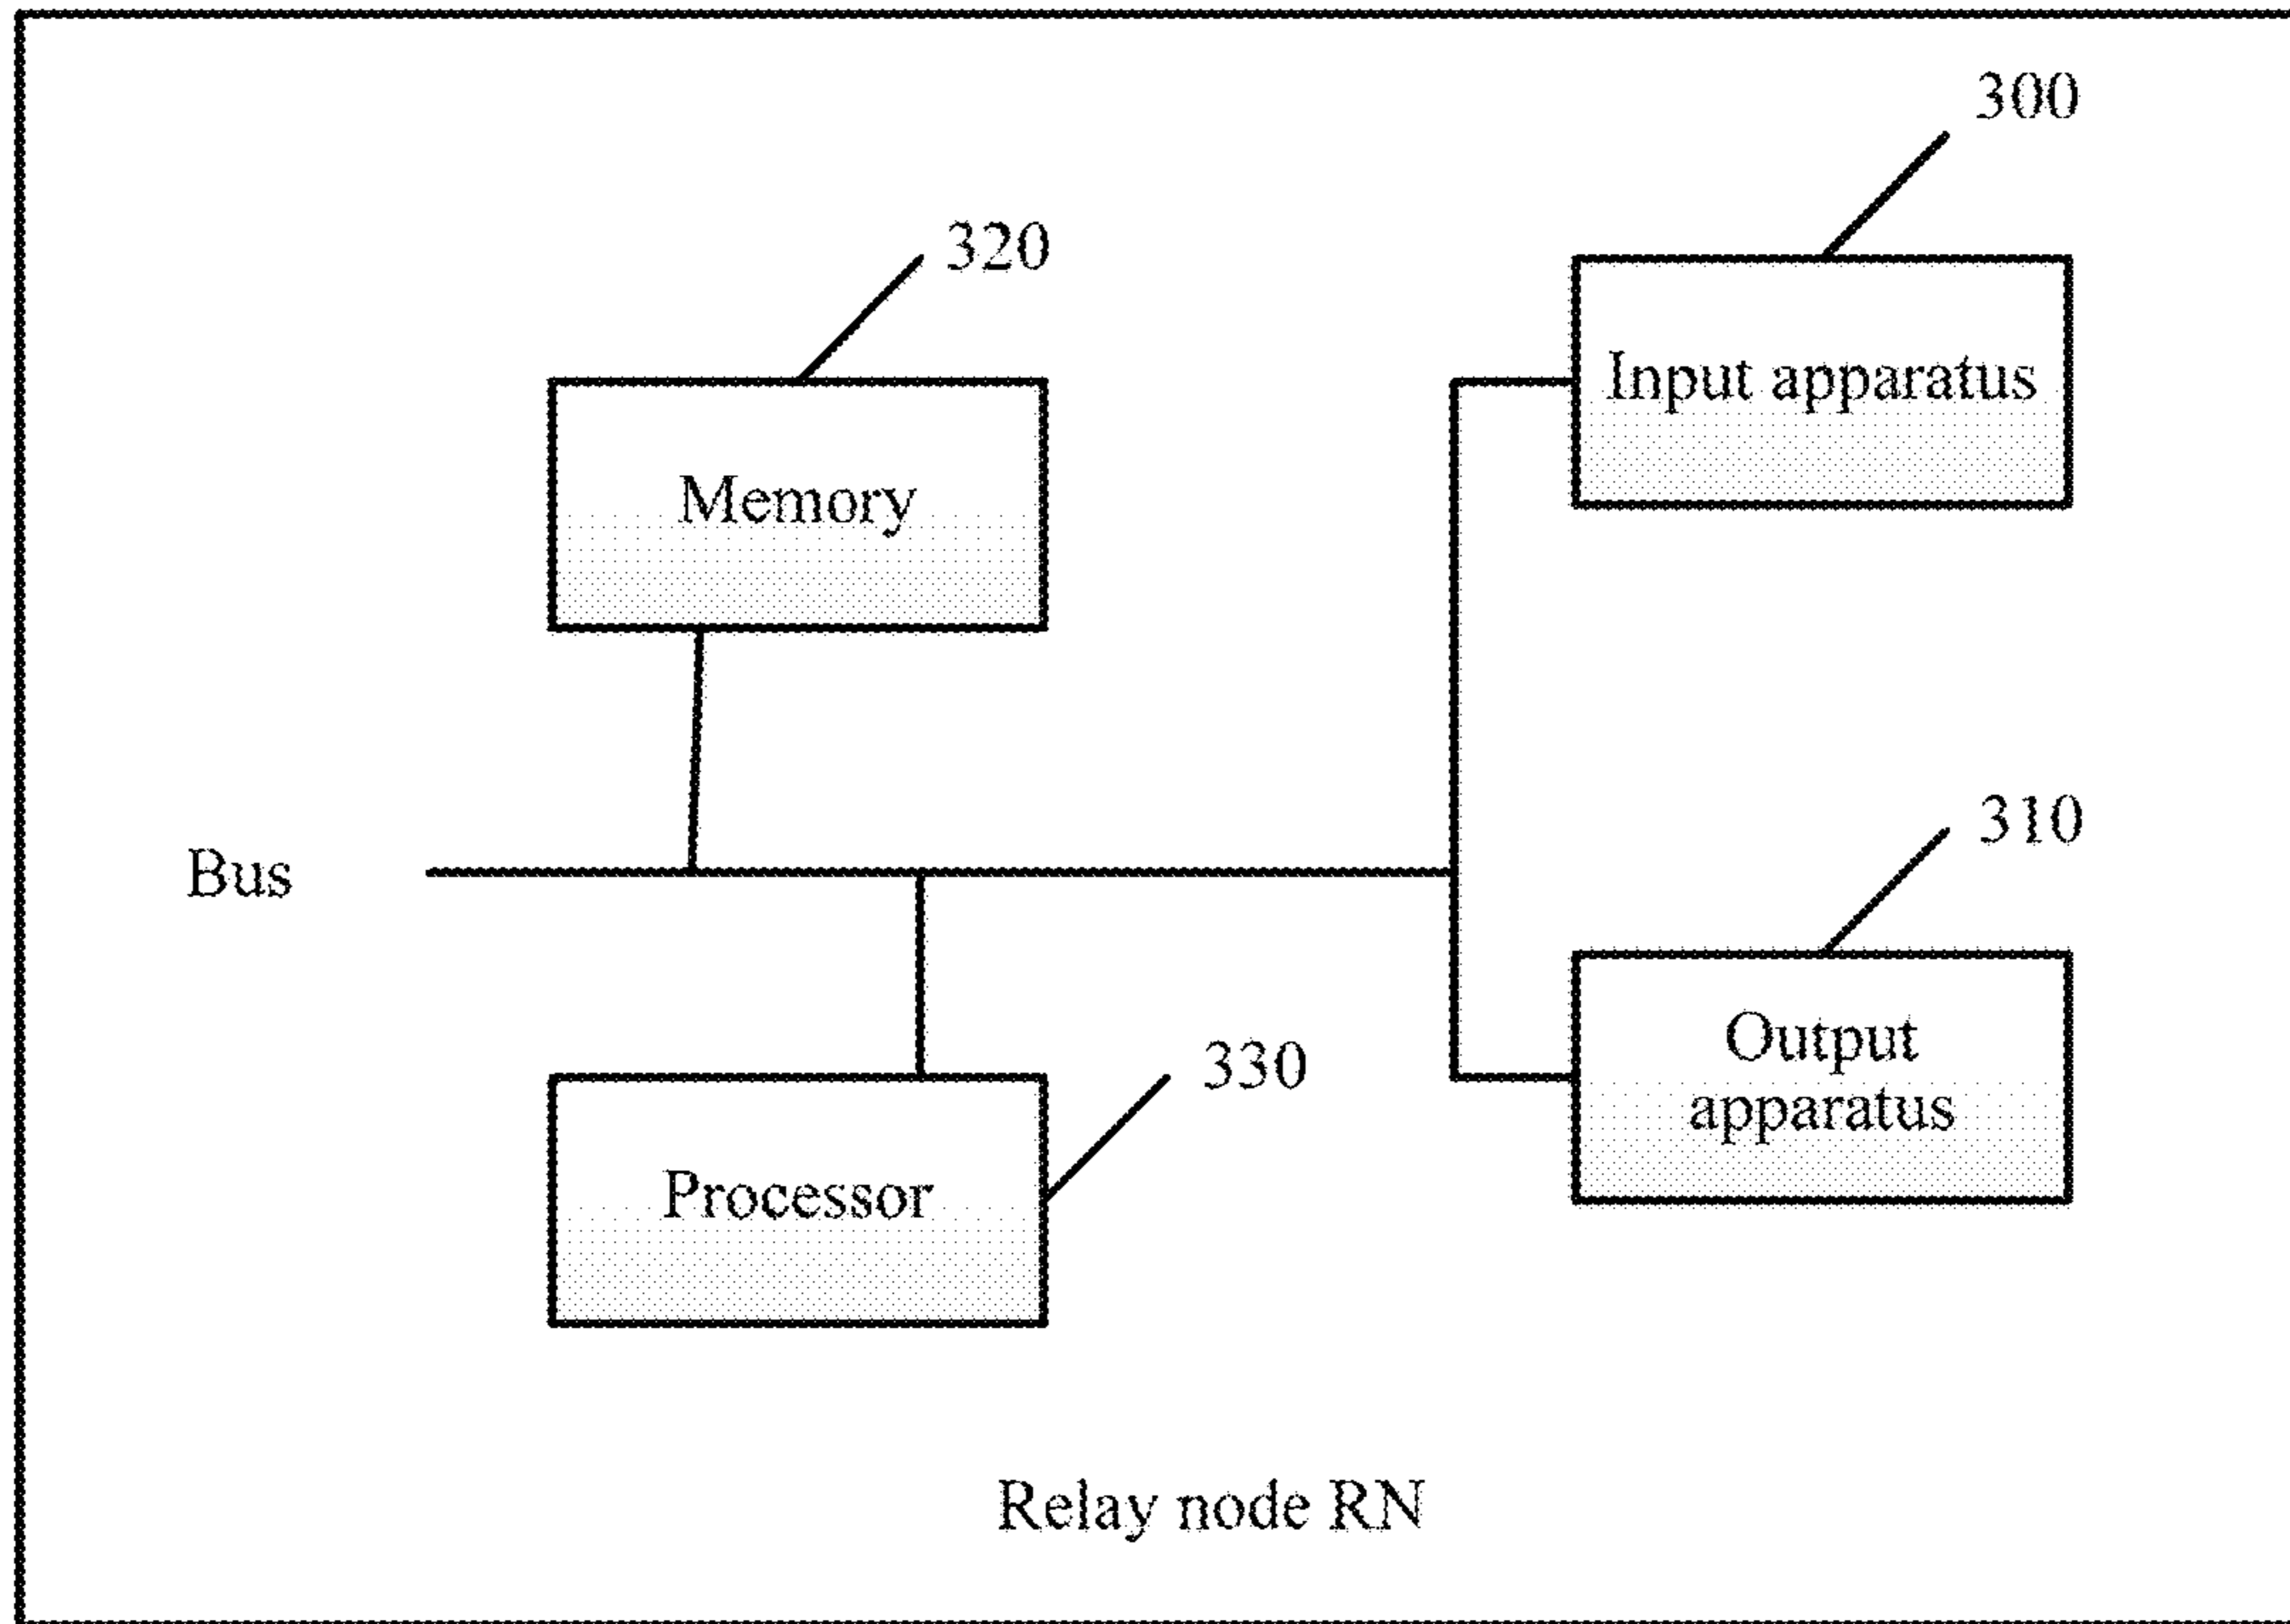 300
320
Input apparatus
Memory
310
Bus
Output
apparatus
330
Processor
Relay node RN